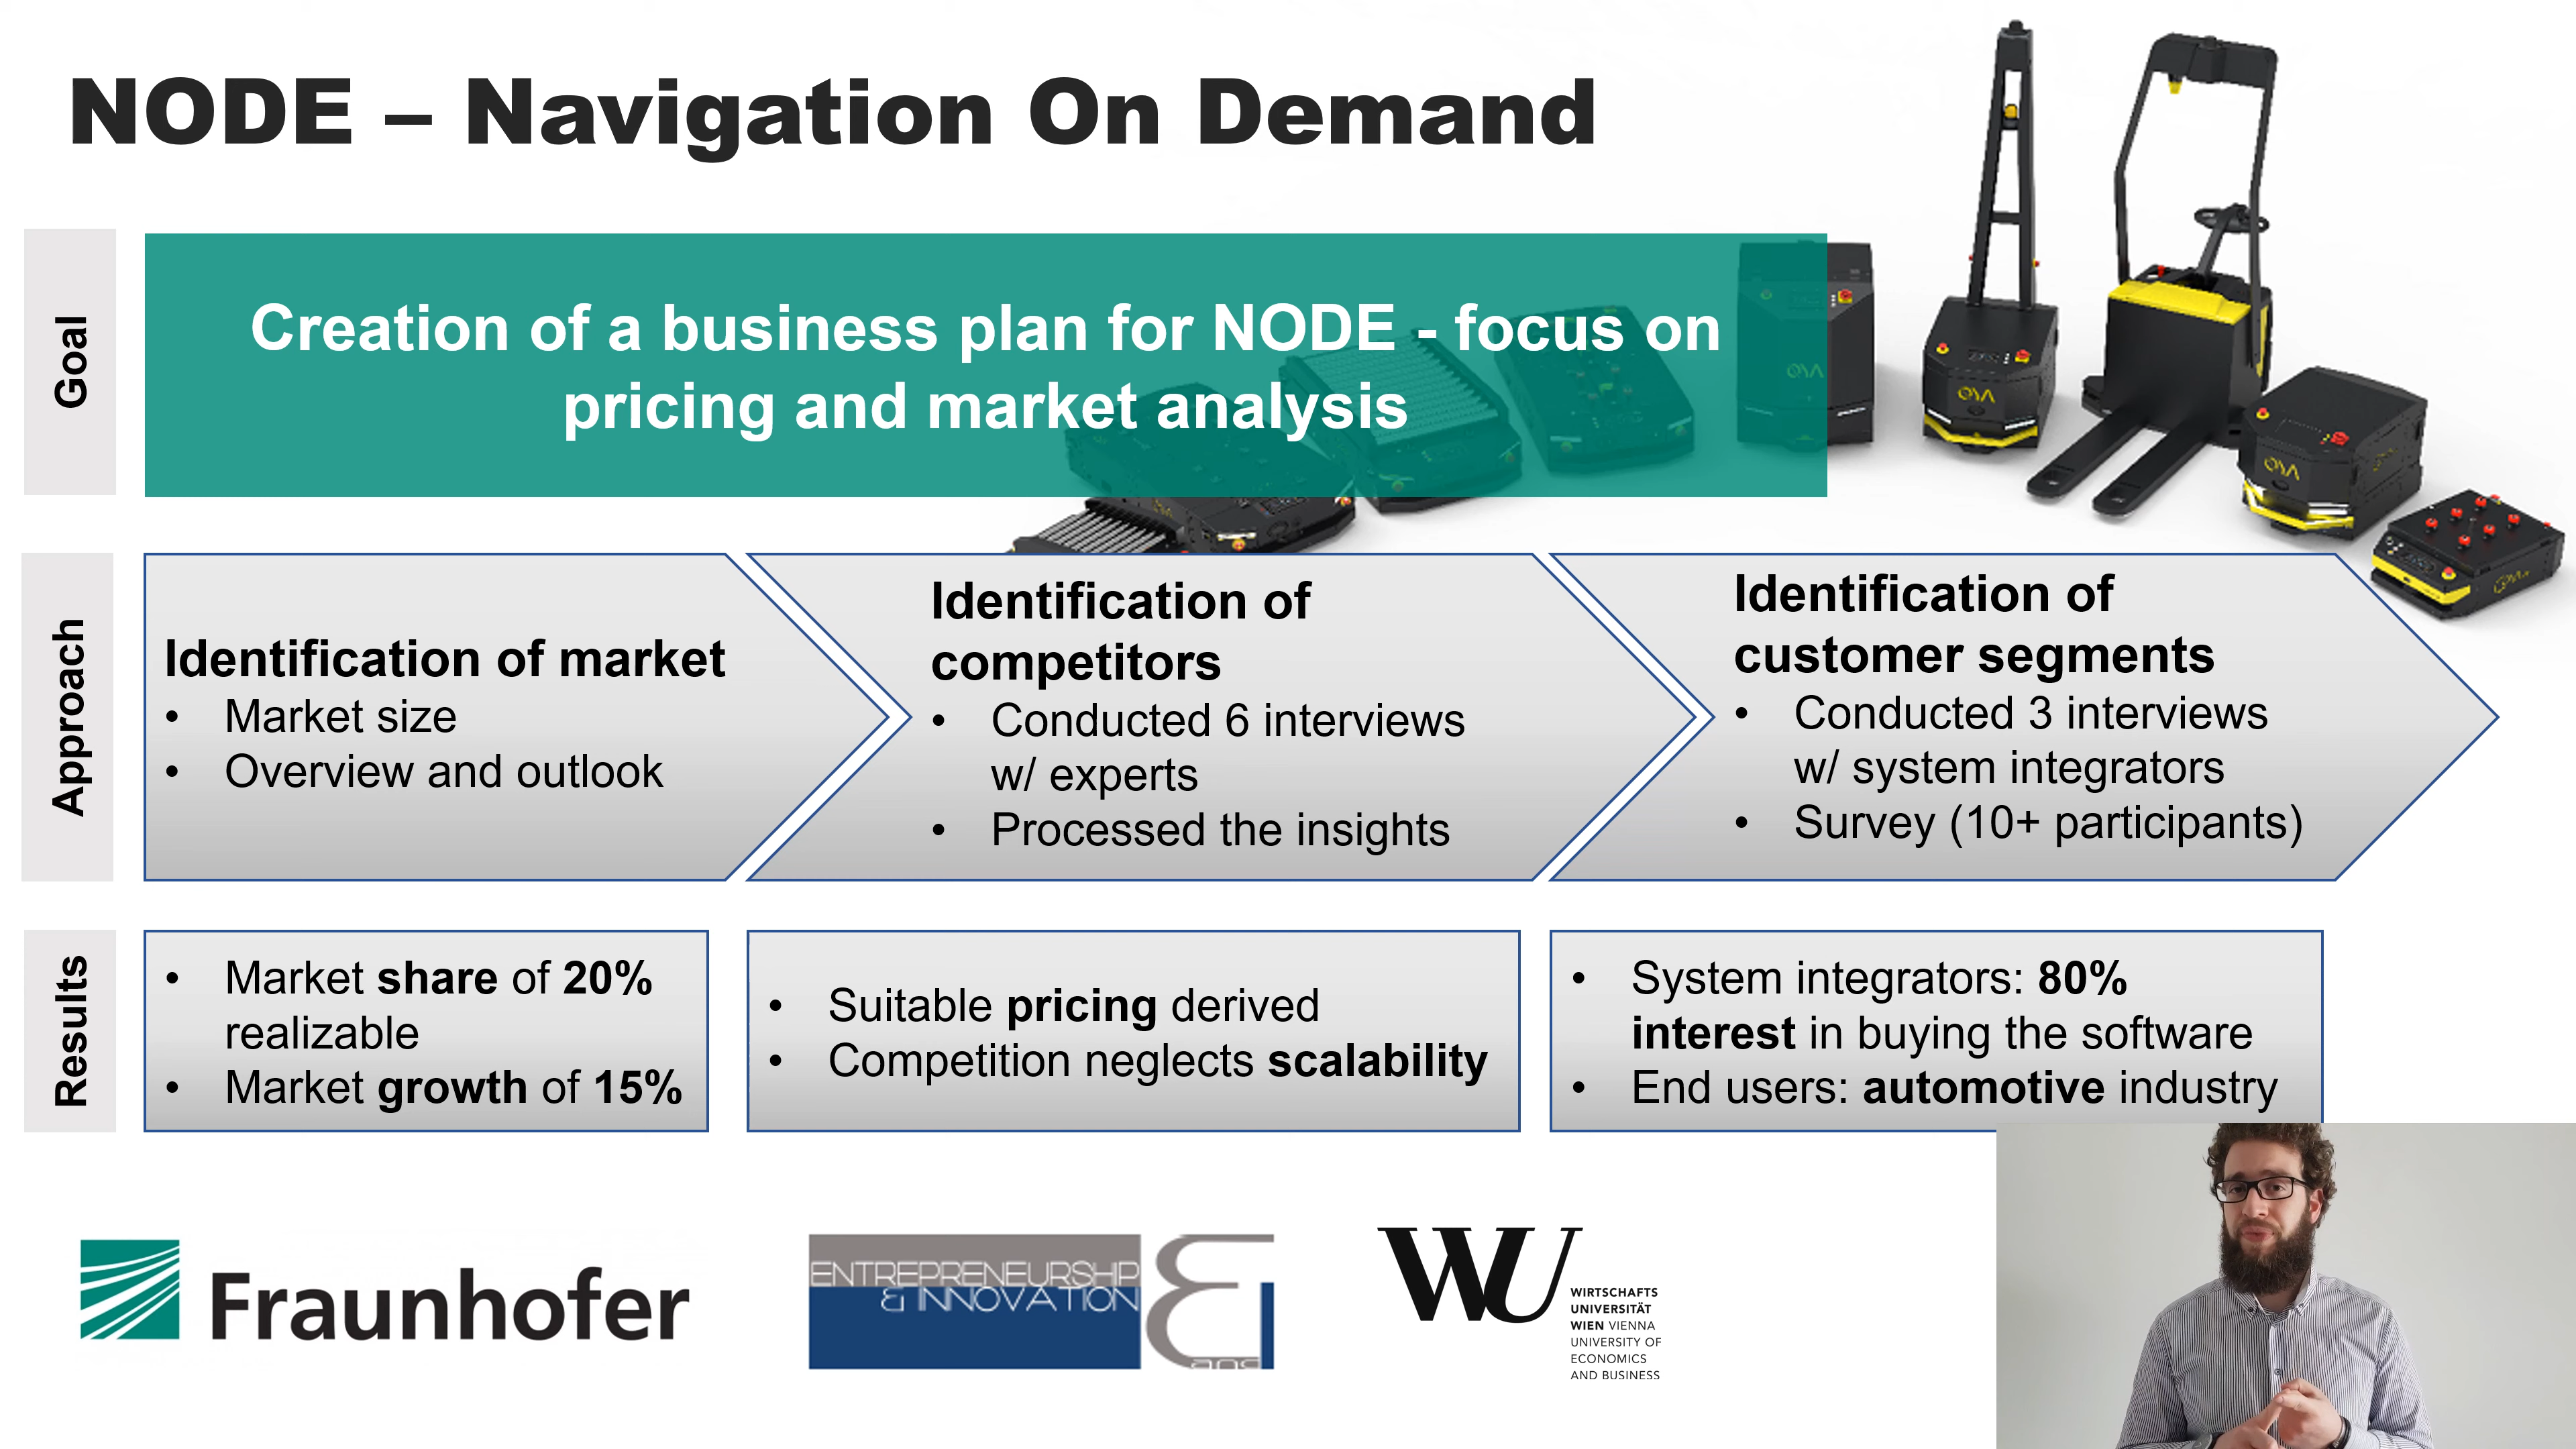 NODE – Navigation On Demand
Goal
Creation of a business plan for NODE - focus on
pricing and market analysis
Approach
Identification of market
• Market size
• Overview and outlook
Identification of
competitors
• Conducted 6 interviews
w/ experts
• Processed the insights
Identification of
customer segments
• Conducted 3 interviews
w/ system integrators
• Survey (10+ participants)
Results
• Market share of 20%
realizable
• Market growth of 15%
• Suitable pricing derived
• Competition neglects scalability
• System integrators: 80%
interest in buying the software
• End users: automotive industry
Fraunhofer
ENTREPRENEURSHIP
& INNOVATION
and
WU
WIRTSCHAFTS
UNIVERSITÄT
WIEN VIENNA
UNIVERSITY OF
ECONOMICS
AND BUSINESS